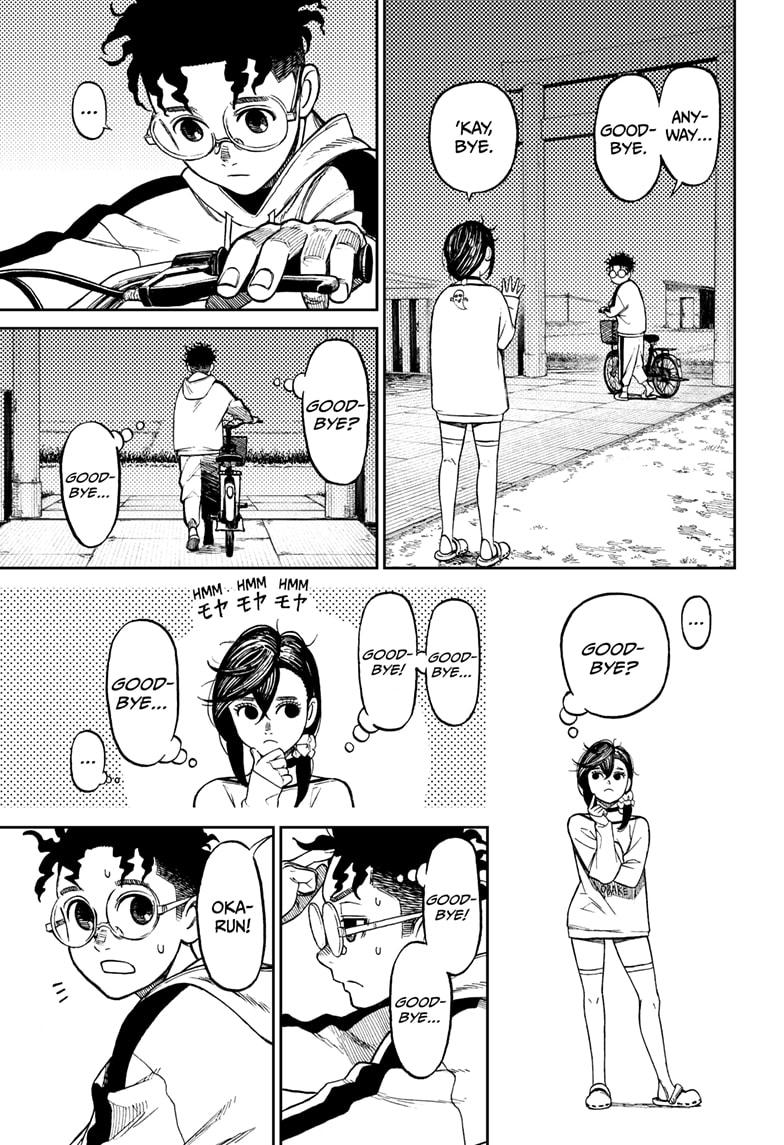 ANY-
WAY...
GOOD-
BYE.
'KAY,
BYE.
...
GOOD-
BYE?
GOOD-
BYE...
...
GOOD-
BYE?
OBAKE
HMM
HMM
HMM
モヤ
モヤ
モヤ
GOOD-
BYE...
GOOD-
BYE!
GOOD-
BYE...
...
GOOD-
BYE!
GOOD-
BYE...
OKA-
RUN!